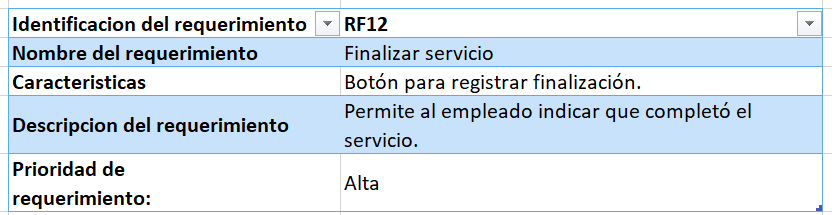 Identificacion del requerimiento RF12
Nombre del requerimiento Finalizar servicio
Caracteristicas Botón para registrar finalización.
Descripcion del requerimiento Permite al empleado indicar que completó el
servicio.
Prioridad de
requerimiento: Alta